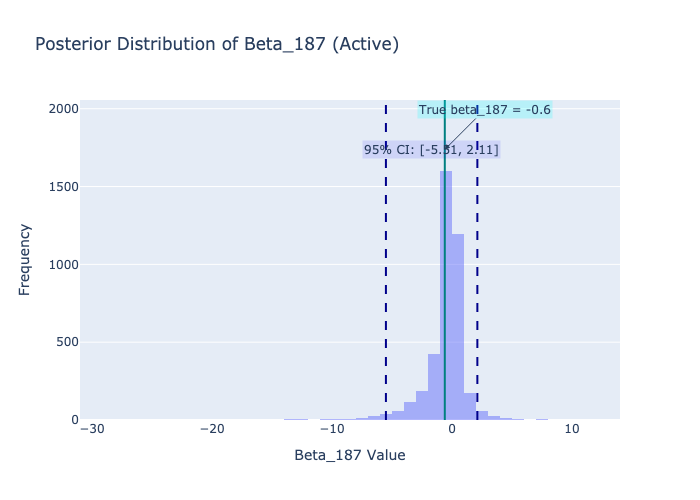 Posterior Distribution of Beta_187 (Active)
True beta_187 = -0.6
95% CI: [-5.51, 2.11]
Frequency
2000
1500
1000
500
0
−30
−20
−10
0
10
Beta_187 Value